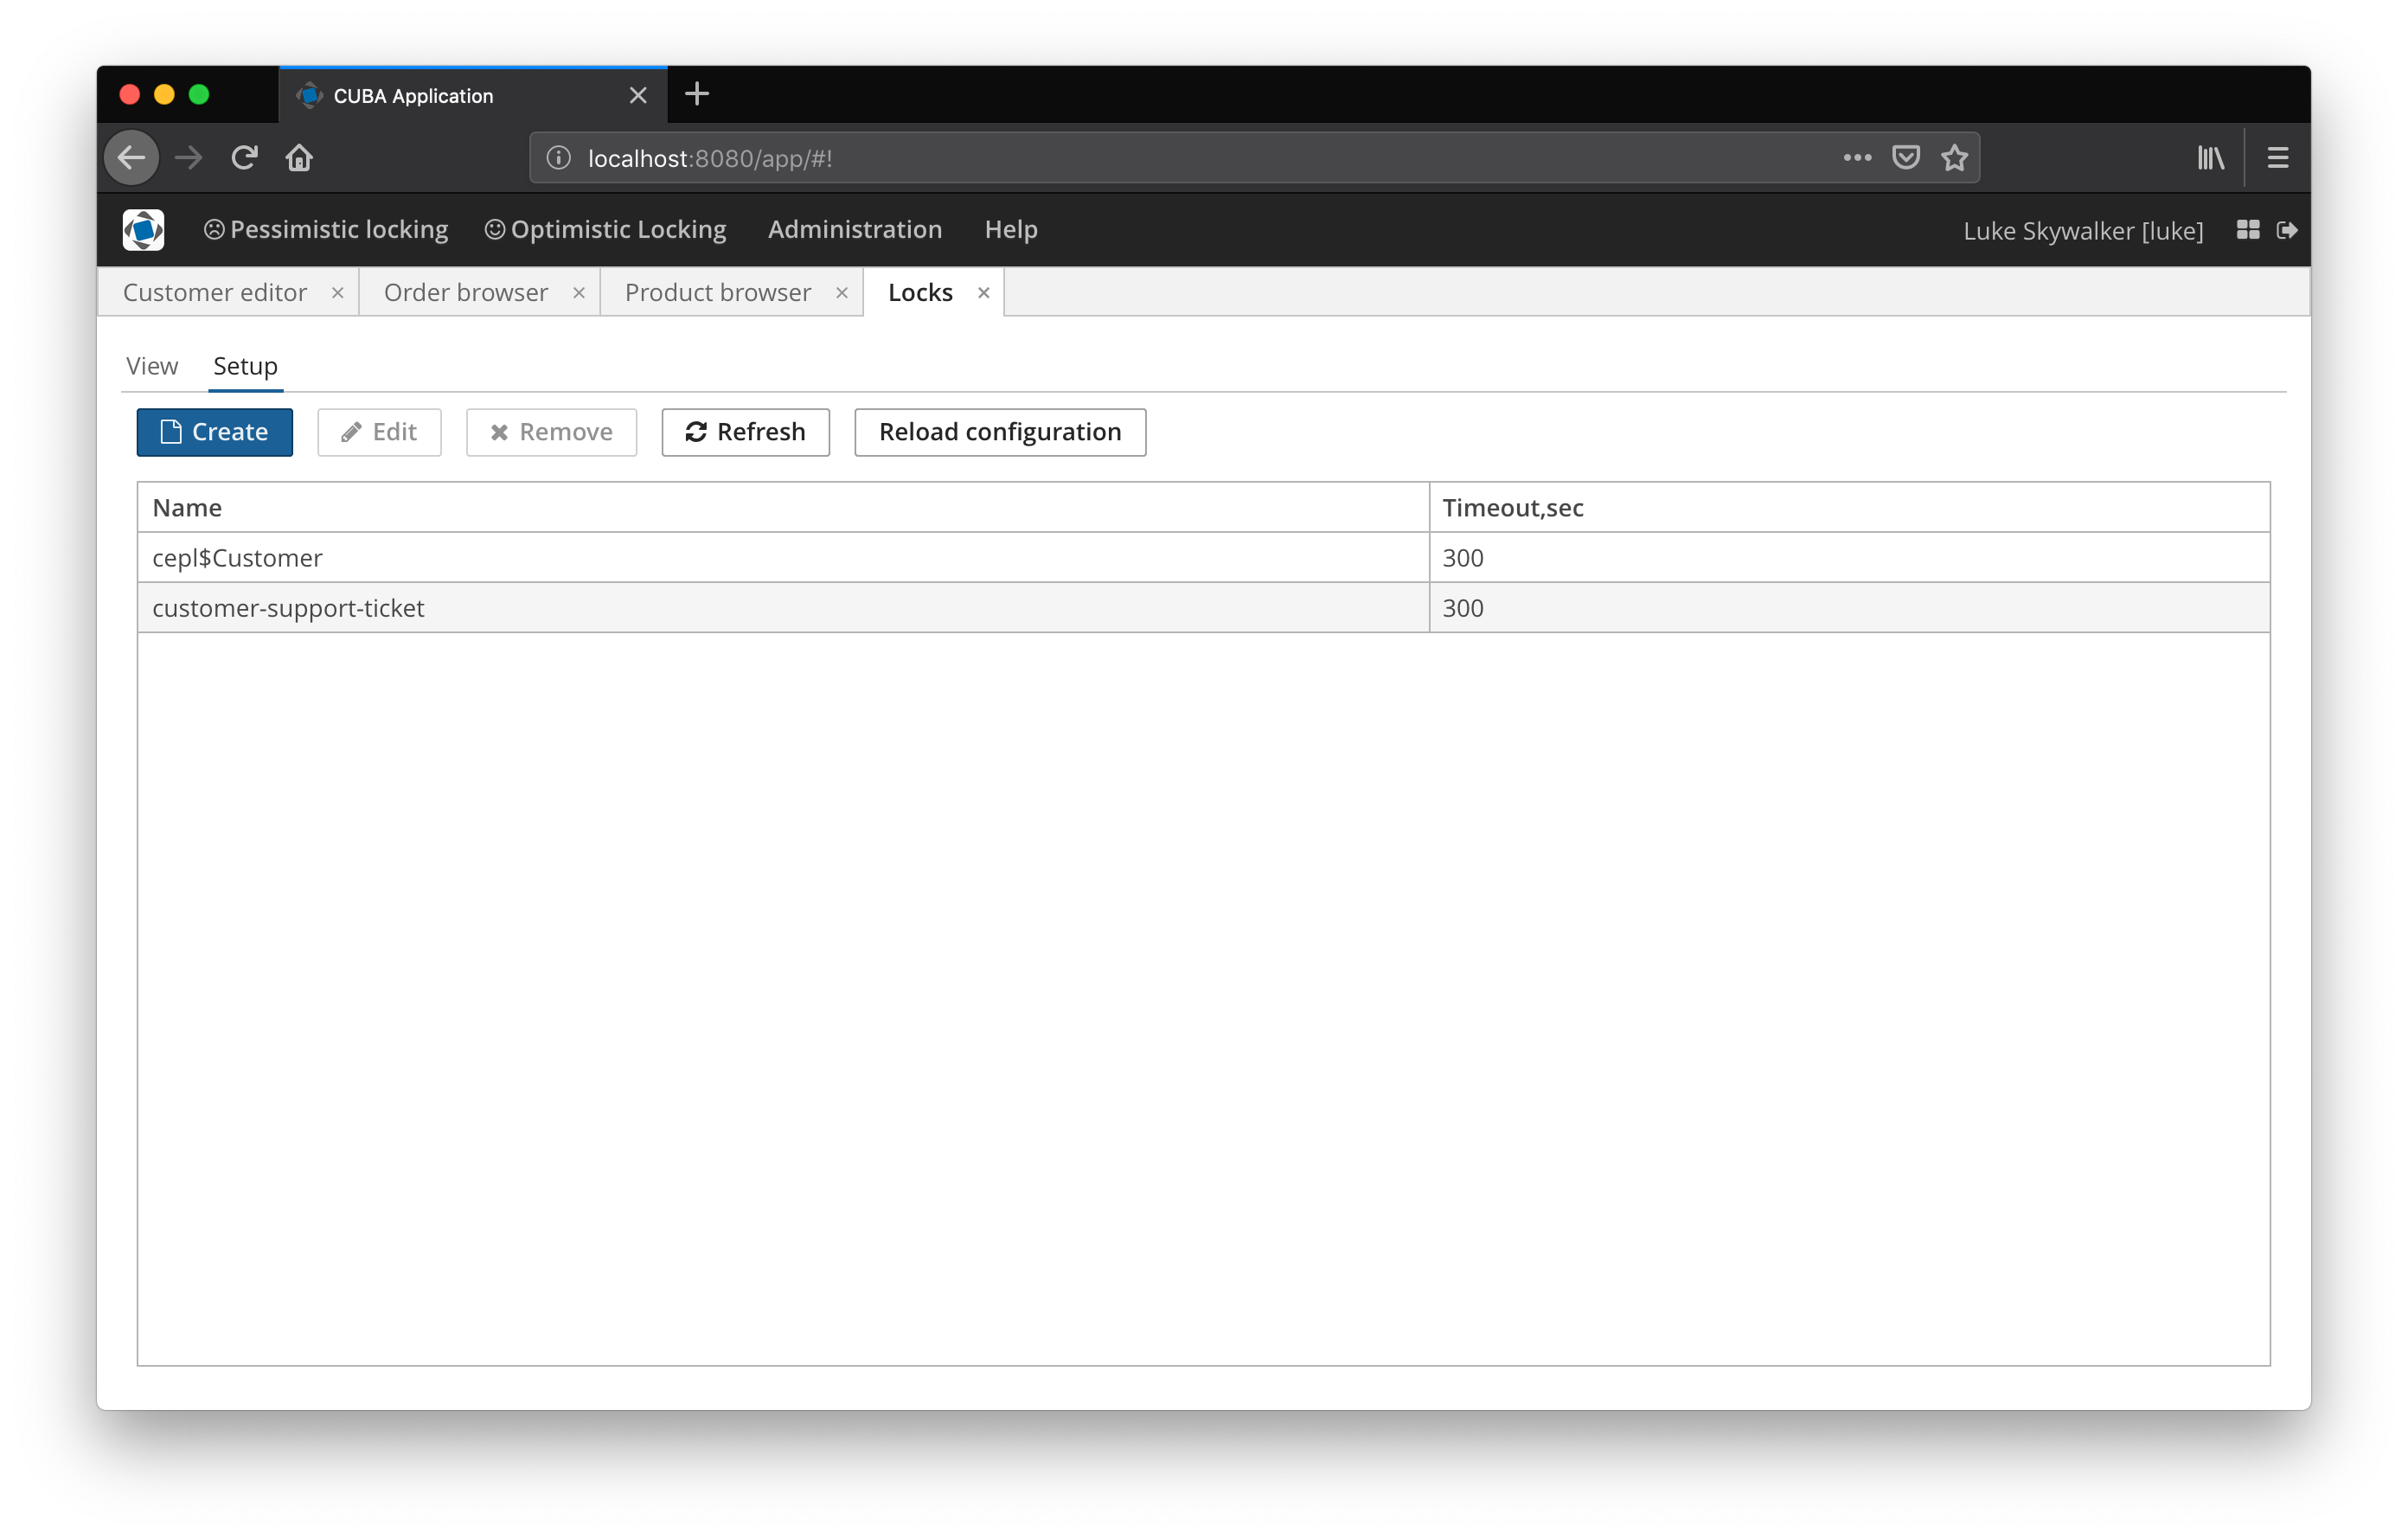 CUBA Application
localhost:8080/app/#!
Pessimistic locking Optimistic Locking Administration Help Luke Skywalker [luke]
Customer editor Order browser Product browser Locks
View Setup
Create Edit Remove Refresh Reload configuration
Name Timeout,sec
cepl$Customer 300
customer-support-ticket 300